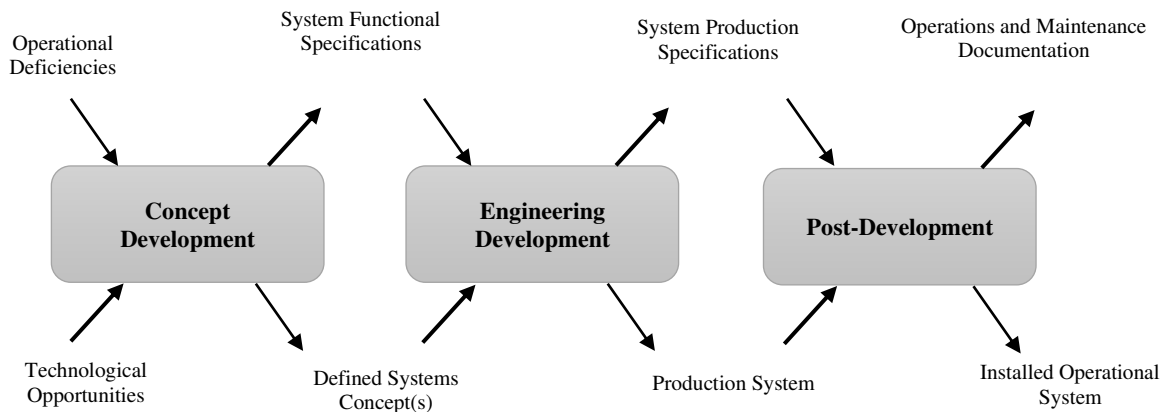 System Functional
Specifications
System Production
Specifications
Operations and Maintenance
Documentation
Operational
Deficiencies
Concept
Development
Engineering
Development
Post-Development
Technological
Opportunities
Defined Systems
Concept(s)
Production System
Installed Operational
System